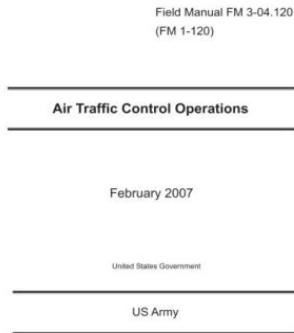 Field Manual FM 3-04.120
(FM 1-120)
Air Traffic Control Operations
February 2007
United States Government
US Army